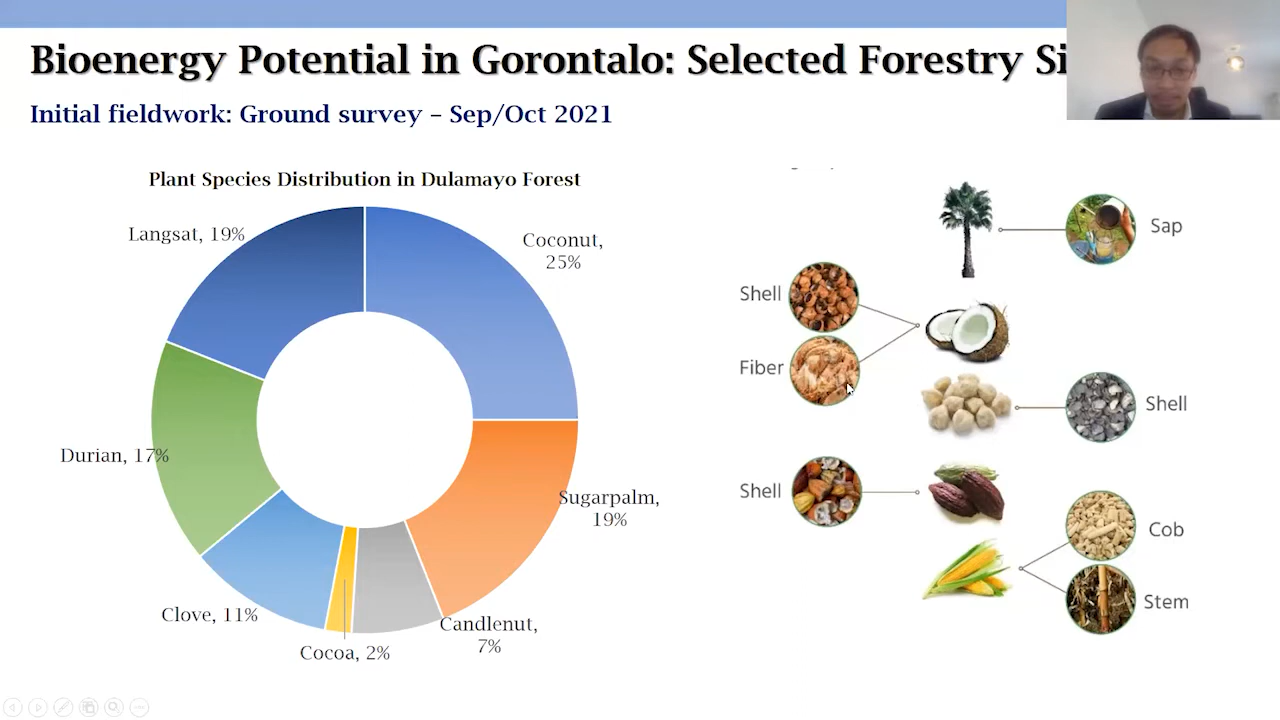 Bioenergy Potential in Gorontalo: Selected Forestry Si
Initial fieldwork: Ground survey – Sep/Oct 2021
Plant Species Distribution in Dulamayo Forest
Langsat, 19%
Coconut,
25%
Durian, 17%
Sugarpalm,
19%
Clove, 11%
Candlenut,
7%
Cocoa, 2%
Sap
Shell
Fiber
Shell
Shell
Cob
Stem